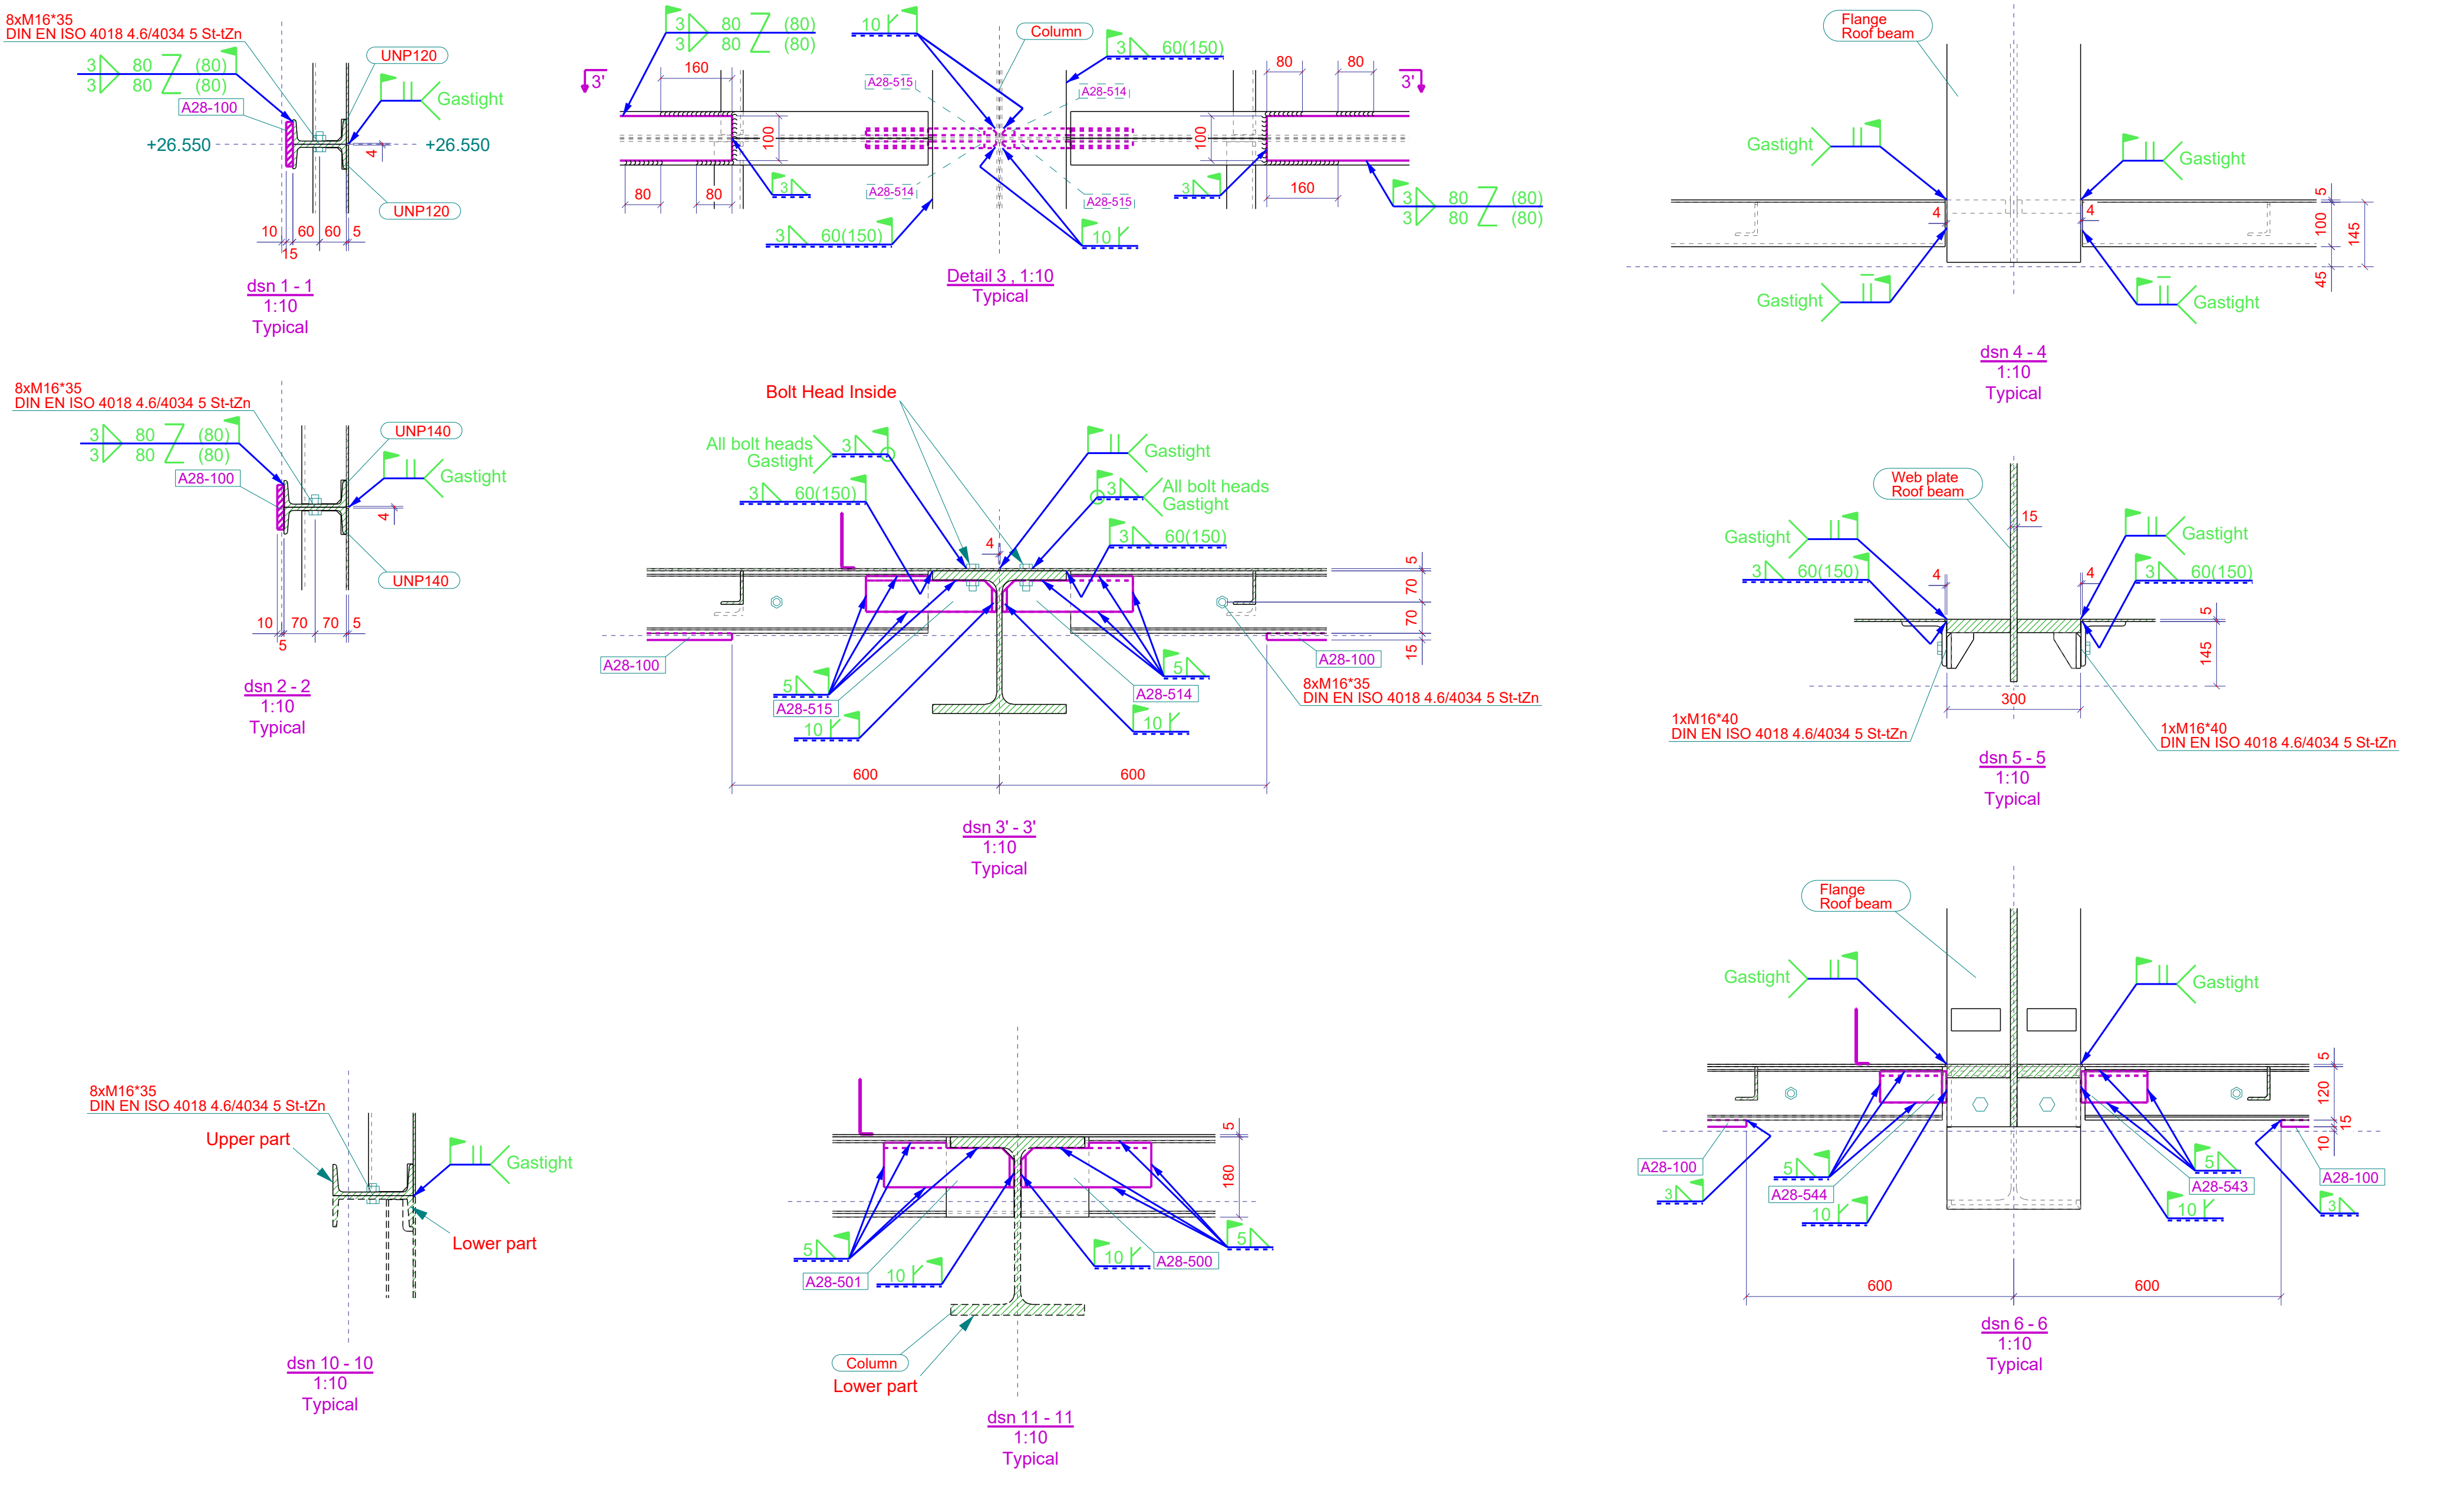 8xM16*35
DIN EN ISO 4018 4.6/4034 5 St-tZn
3 80 (80)
3 80 (80)
A28-100
UNP120
Gastight
+26.550
4
+26.550
UNP120
10
15
60
60
5
dsn 1 - 1
1:10
Typical
3 80 (80)
3 80 (80)
10
Column
3 60(150)
3'
160
A28-515
A28-514
80
80
3'
100
100
80
80
3
A28-514
A28-515
3
160
3 80 (80)
3 80 (80)
3 60(150)
10
Detail 3 , 1:10
Typical
Flange
Roof beam
Gastight
Gastight
4
4
5
100
145
45
Gastight
Gastight
dsn 4 - 4
1:10
Typical
8xM16*35
DIN EN ISO 4018 4.6/4034 5 St-tZn
3 80 (80)
3 80 (80)
A28-100
UNP140
Gastight
4
UNP140
10
5
70
70
5
dsn 2 - 2
1:10
Typical
Bolt Head Inside
All bolt heads
Gastight
3
Gastight
3 60(150)
3
All bolt heads
Gastight
3 60(150)
4
5
70
70
15
A28-100
A28-100
5
A28-515
10
5
A28-514
10
8xM16*35
DIN EN ISO 4018 4.6/4034 5 St-tZn
600
600
dsn 3' - 3'
1:10
Typical
Web plate
Roof beam
15
Gastight
Gastight
3 60(150)
3 60(150)
4
4
5
145
300
1xM16*40
DIN EN ISO 4018 4.6/4034 5 St-tZn
1xM16*40
DIN EN ISO 4018 4.6/4034 5 St-tZn
dsn 5 - 5
1:10
Typical
8xM16*35
DIN EN ISO 4018 4.6/4034 5 St-tZn
Upper part
Gastight
Lower part
dsn 10 - 10
1:10
Typical
5
180
5
A28-501
10
10
A28-500
5
Column
Lower part
dsn 11 - 11
1:10
Typical
Flange
Roof beam
Gastight
Gastight
5
120
15
10
A28-100
3
5
A28-544
10
5
A28-543
10
A28-100
3
600
600
dsn 6 - 6
1:10
Typical